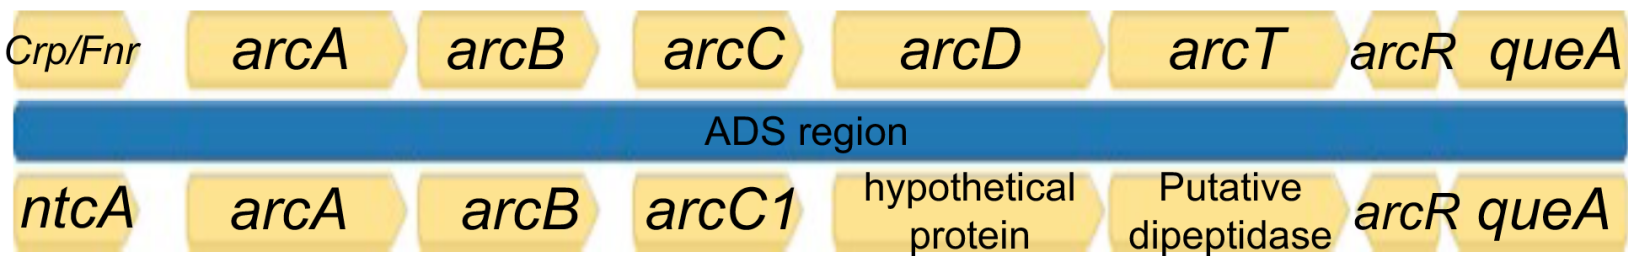 Crp/Fnr arcA arcB arcC arcD arcT arcR queA
ADS region
ntcA arcA arcB arcC1 hypothetical protein Putative dipeptidase arcR queA